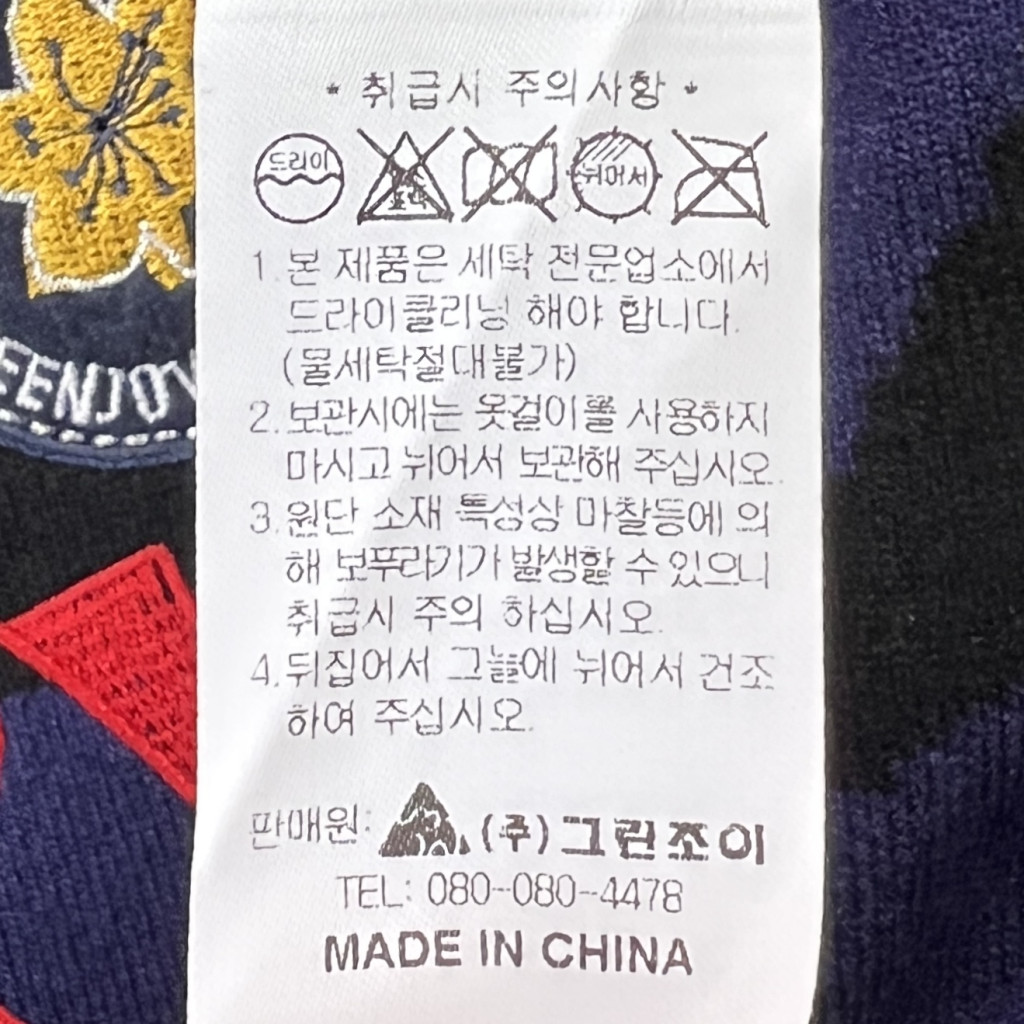 * 취급시 주의사항 *
드라이 뉘어서
1. 본 제품은 세탁 전문업소에서
드라이클리닝 해야 합니다.
(물세탁절대불가)
2. 보관시에는 옷걸이를 사용하지
마시고 뉘어서 보관해 주십시오.
3. 원단 소재 특성상 마찰등에 의
해 보푸라기가 발생할 수 있으니
취급시 주의 하십시오.
4. 뒤집어서 그늘에 뉘어서 건조
하여 주십시오.
판매원: (주)그린조이
TEL: 080-080-4478
MADE IN CHINA
EENJOY